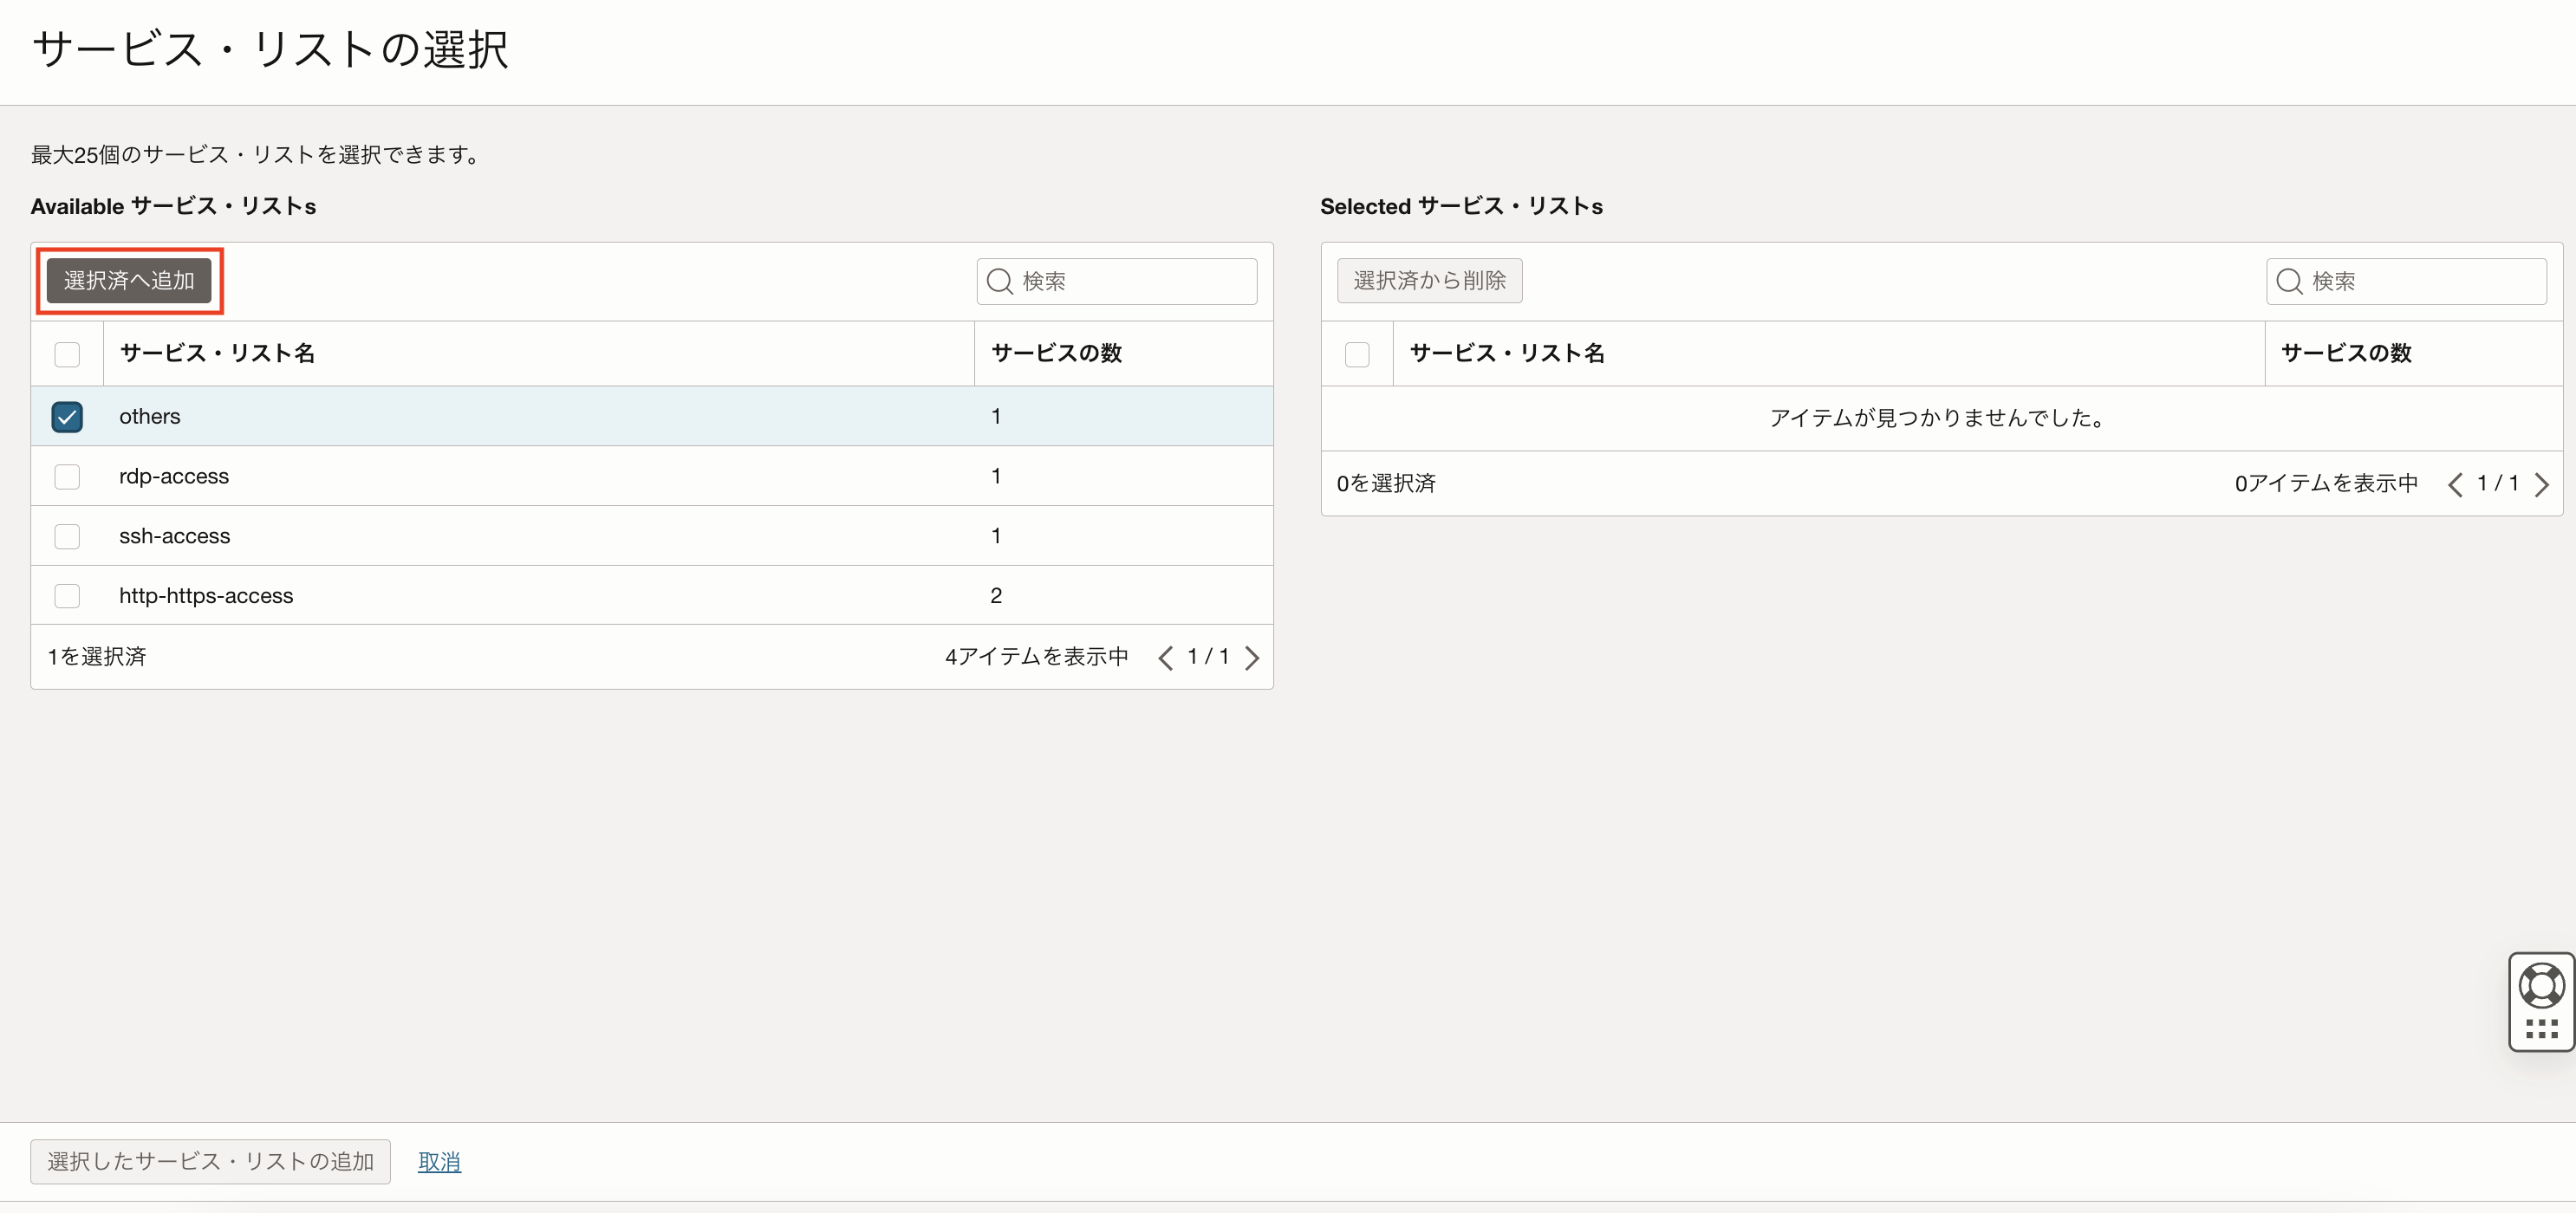 サービス・リストの選択
最大25個のサービス・リストを選択できます。
Available サービス・リストs
選択済へ追加
検索
サービス・リスト名 サービスの数
others 1
rdp-access 1
ssh-access 1
http-https-access 2
1を選択済 4アイテムを表示中 1 / 1
Selected サービス・リストs
選択済から削除
検索
サービス・リスト名 サービスの数
アイテムが見つかりませんでした。
0を選択済 0アイテムを表示中 1 / 1
選択したサービス・リストの追加 取消